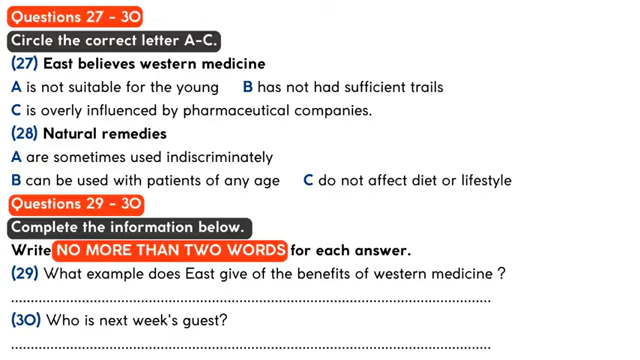 Questions 27 - 30
Circle the correct letter A-C.
(27) East believes western medicine
A is not suitable for the young B has not had sufficient trails
C is overly influenced by pharmaceutical companies.
(28) Natural remedies
A are sometimes used indiscriminately
B can be used with patients of any age C do not affect diet or lifestyle
Questions 29 - 30
Complete the information below.
Write NO MORE THAN TWO WORDS for each answer.
(29) What example does East give of the benefits of western medicine ?
................................................................................
(30) Who is next week's guest?
................................................................................